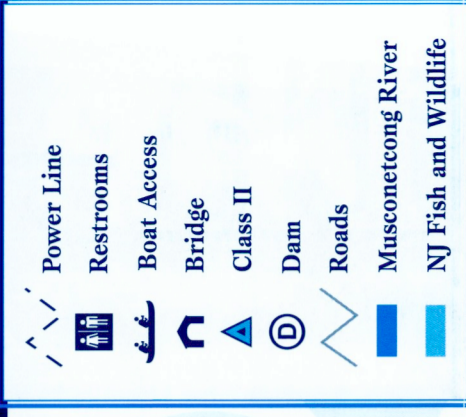 Power Line
Restrooms
Boat Access
Bridge
Class II
D Dam
Roads
Musconetcong River
NJ Fish and Wildlife